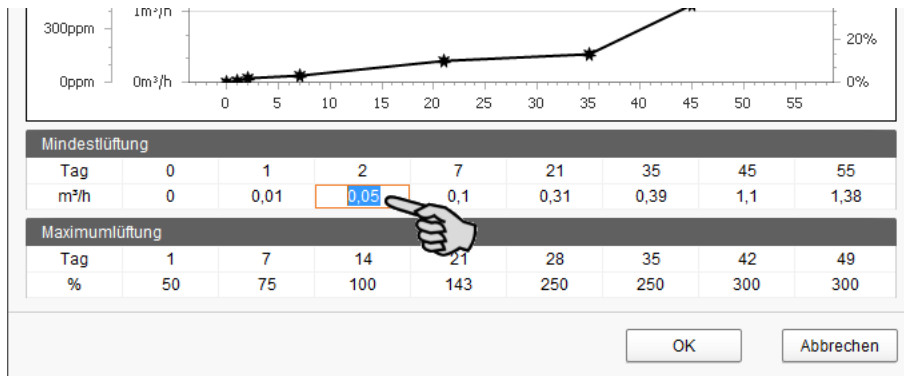 1m³/h
300ppm
20%
0ppm 0m³/h 0%
0 5 10 15 20 25 30 35 40 45 50 55
Mindestlüftung
Tag 0 1 2 7 21 35 45 55
m³/h 0 0,01 0,05 0,1 0,31 0,39 1,1 1,38
Maximumlüftung
Tag 1 7 14 21 28 35 42 49
% 50 75 100 143 250 250 300 300
OK Abbrechen